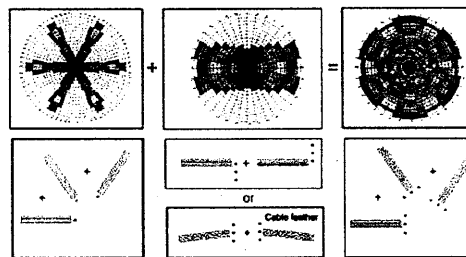 + =
+ + +
or
Cable feather
+